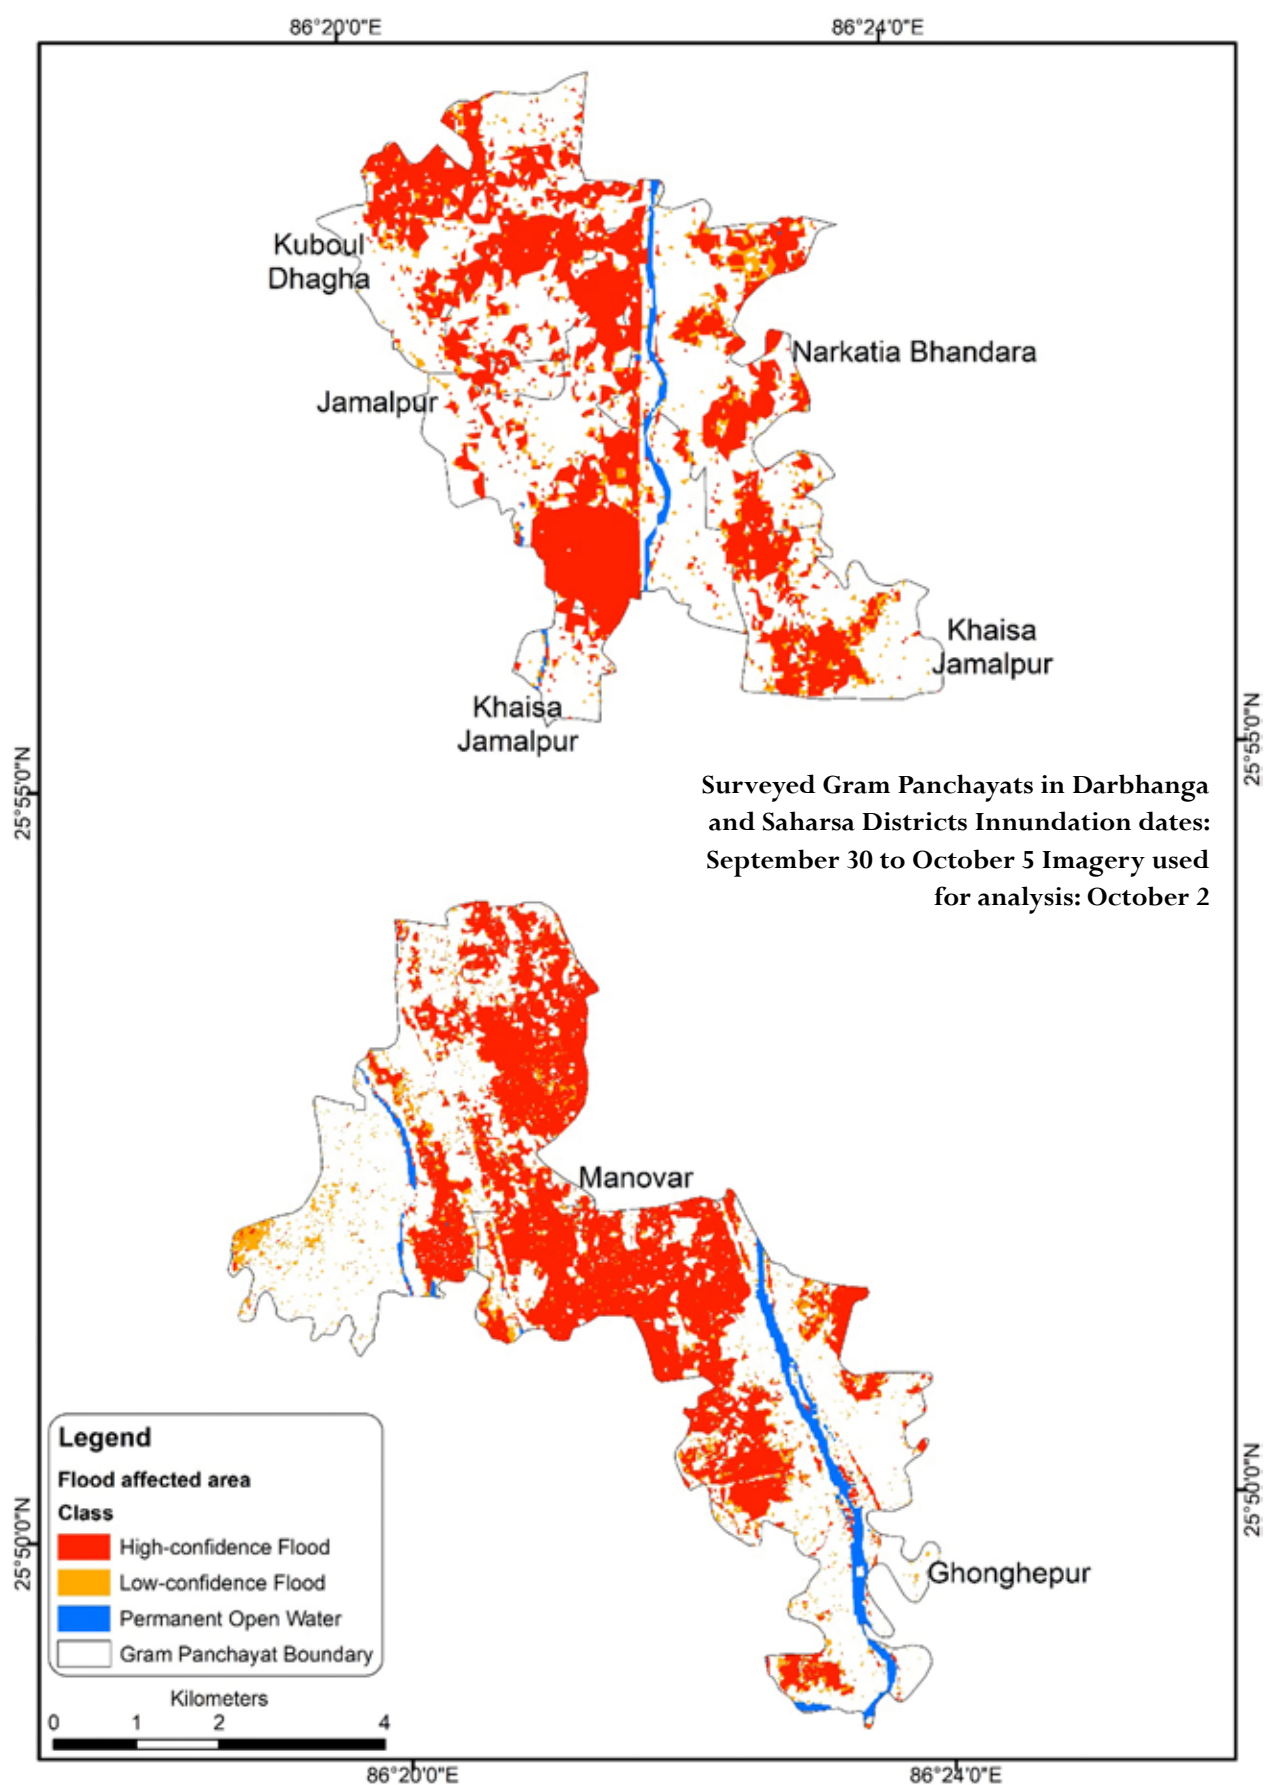 86°20'0"E
86°24'0"E
Kuboul
Dhagha
Narkatia Bhandara
Jamalpur
Khaisa
Jamalpur
Khaisa
Jamalpur
25°55'0"N
25°55'0"N
Surveyed Gram Panchayats in Darbhanga
and Saharsa Districts Innundation dates:
September 30 to October 5 Imagery used
for analysis: October 2
Manovar
Ghonghepur
25°50'0"N
25°50'0"N
Legend
Flood affected area
Class
High-confidence Flood
Low-confidence Flood
Permanent Open Water
Gram Panchayat Boundary
Kilometers
0 1 2 4
86°20'0"E
86°24'0"E